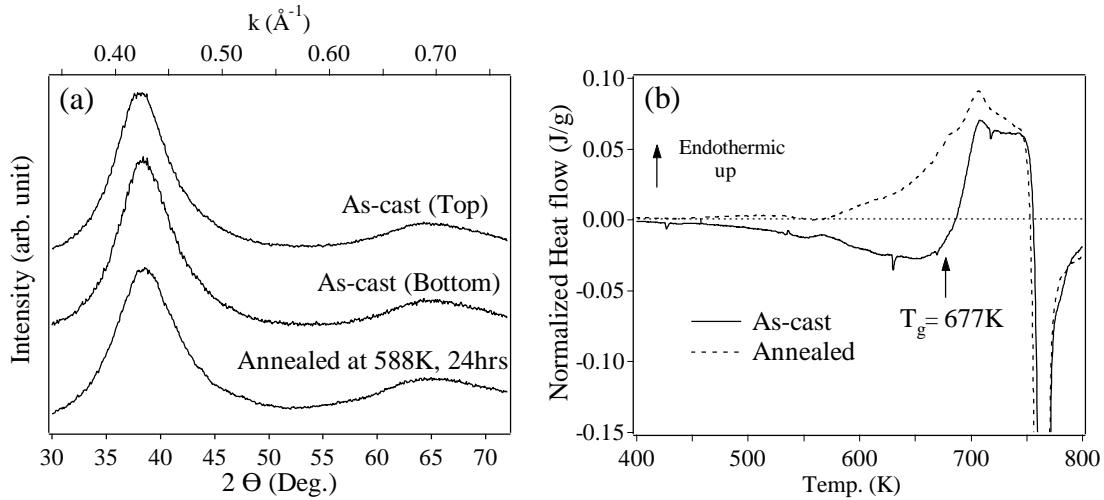 k (Å⁻¹)
0.40 0.50 0.60 0.70
(a)
As-cast (Top)
As-cast (Bottom)
Annealed at 588K, 24hrs
Intensity (arb. unit)
30 35 40 45 50 55 60 65 70
2 Θ (Deg.)
(b)
Endothermic
up
As-cast
Annealed
T_g= 677K
Normalized Heat flow (J/g)
0.10
0.05
0.00
-0.05
-0.10
-0.15
400 500 600 700 800
Temp. (K)